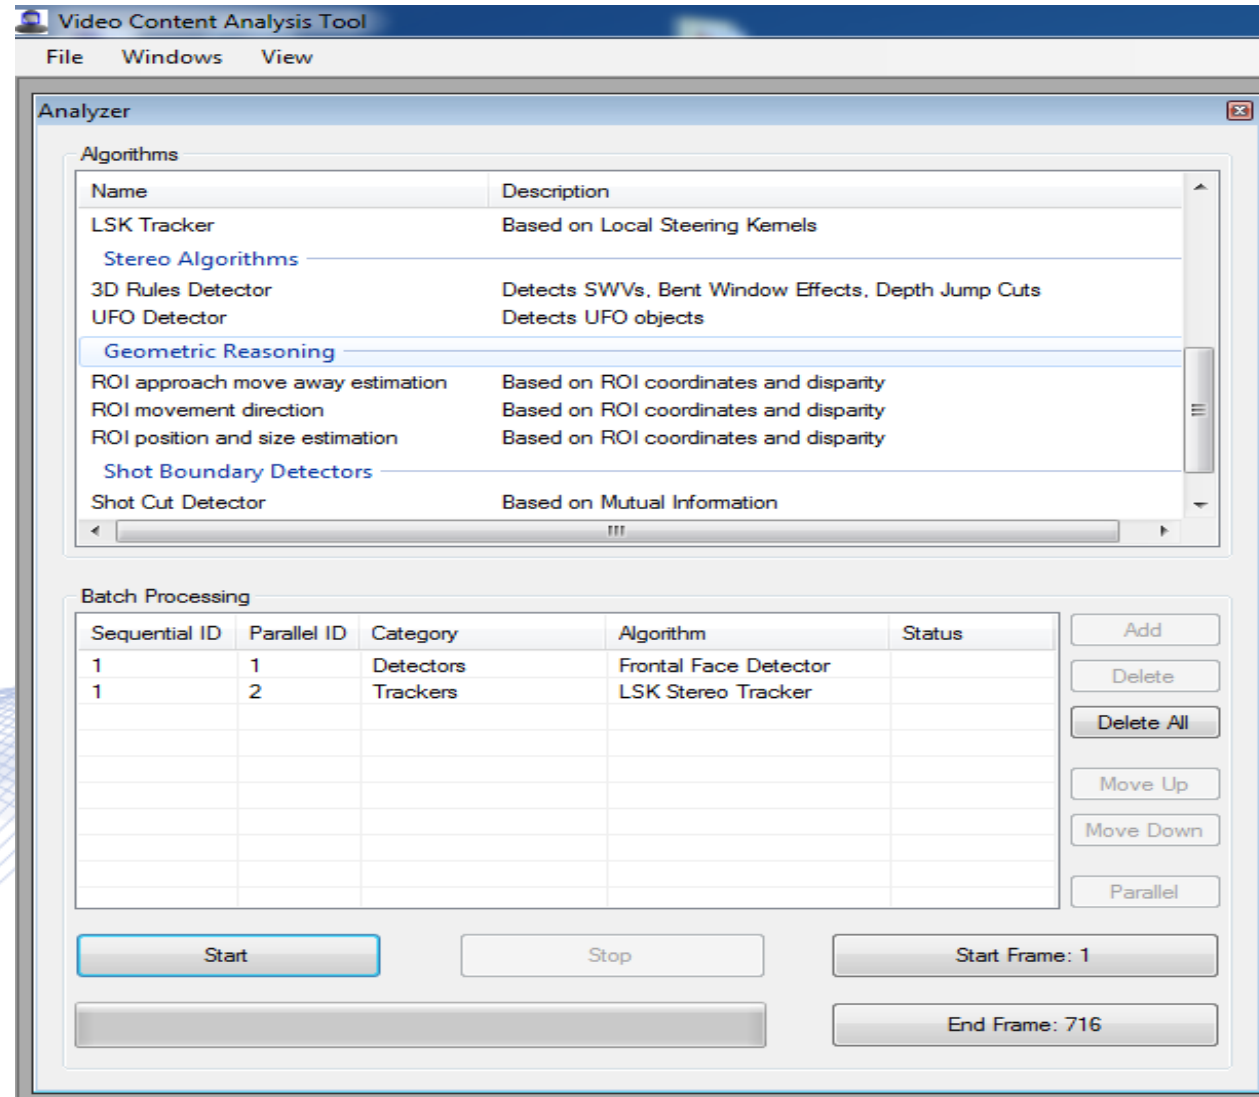 Video Content Analysis Tool
File Windows View
Analyzer
Algorithms
Name Description
LSK Tracker Based on Local Steering Kernels
Stereo Algorithms
3D Rules Detector Detects SWVs, Bent Window Effects, Depth Jump Cuts
UFO Detector Detects UFO objects
Geometric Reasoning
ROI approach move away estimation Based on ROI coordinates and disparity
ROI movement direction Based on ROI coordinates and disparity
ROI position and size estimation Based on ROI coordinates and disparity
Shot Boundary Detectors
Shot Cut Detector Based on Mutual Information
Batch Processing
Sequential ID Parallel ID Category Algorithm Status
1 1 Detectors Frontal Face Detector
1 2 Trackers LSK Stereo Tracker
Add
Delete
Delete All
Move Up
Move Down
Parallel
Start Stop Start Frame: 1
End Frame: 716